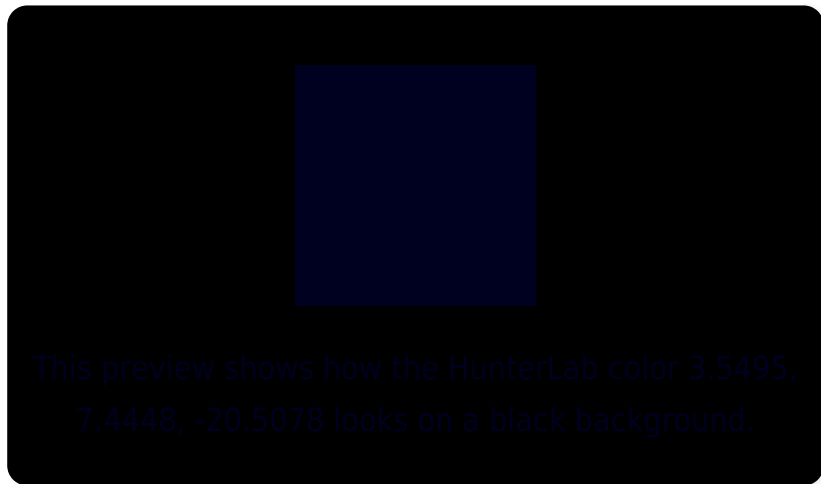 This preview shows how the HunterLab color 3.5495,
7.4448, -20.5078 looks on a black background.